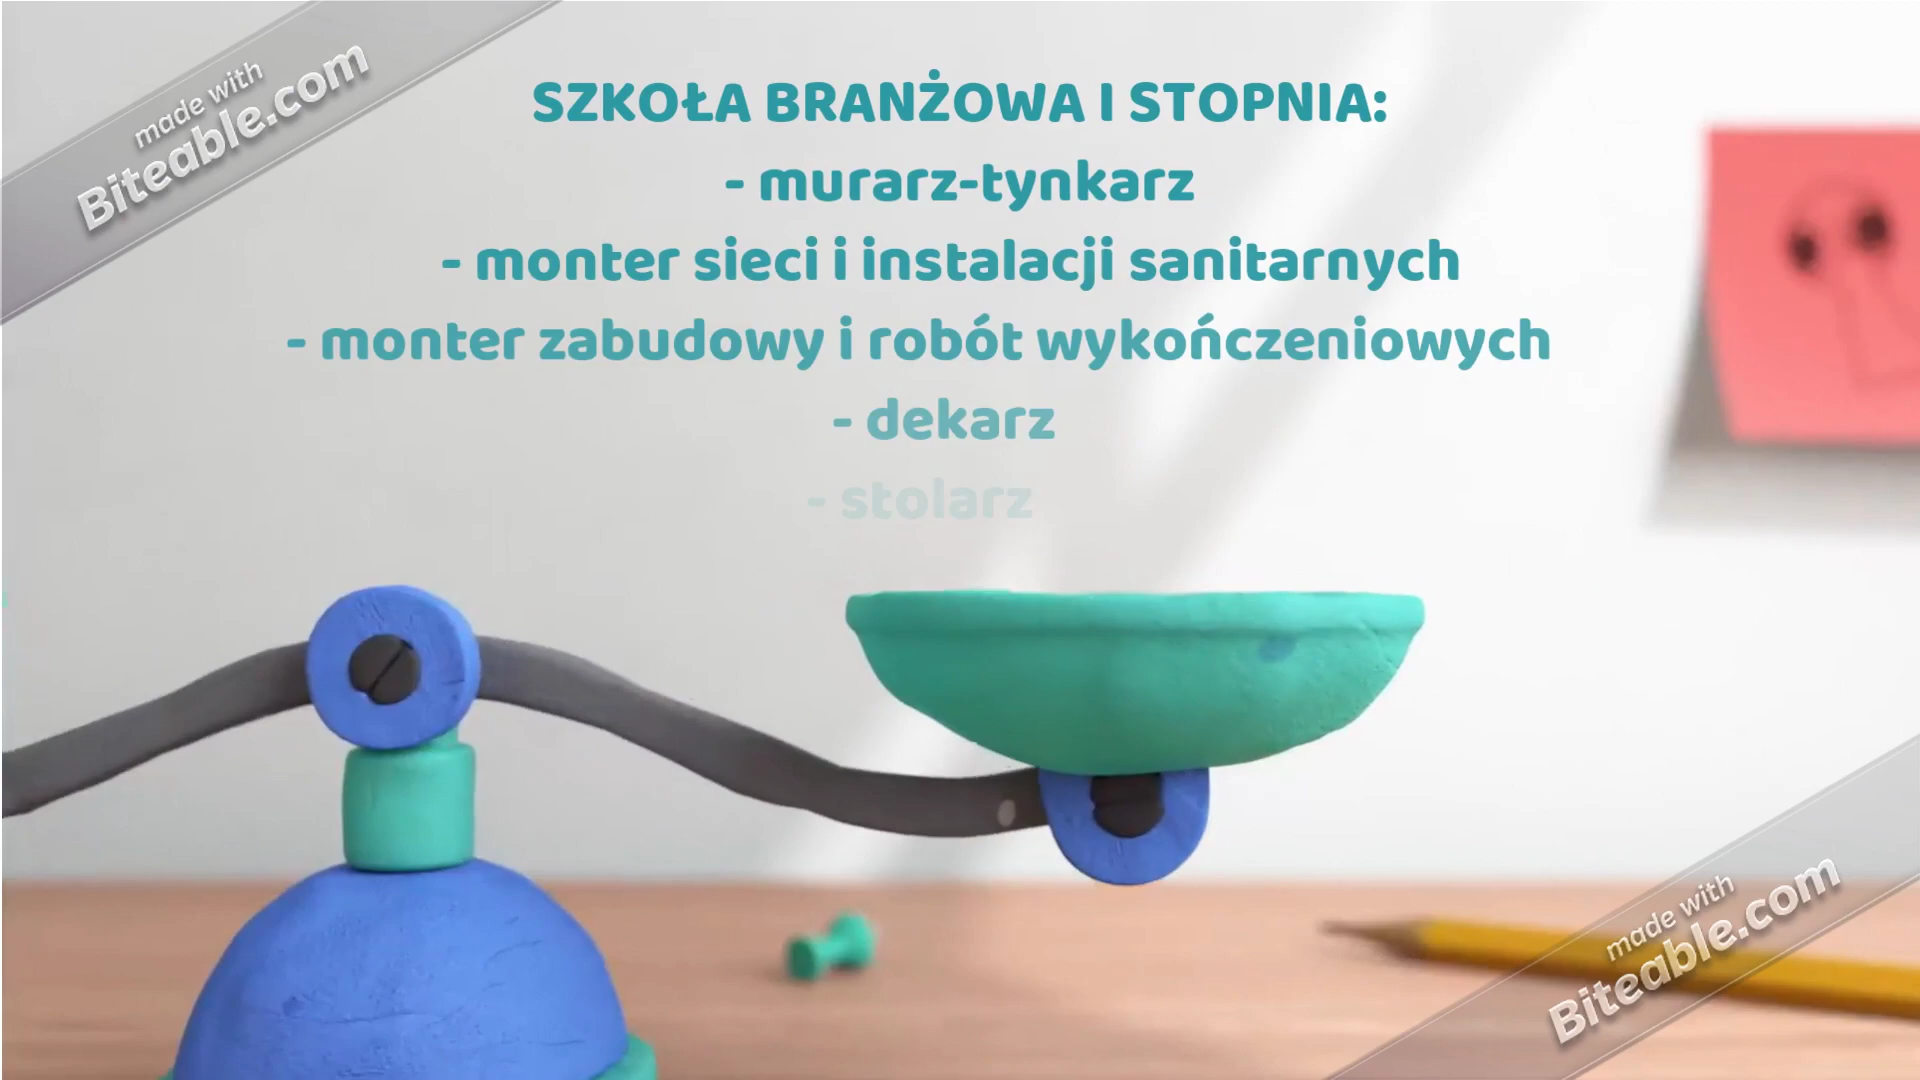 made with
Biteable.com
SZKOŁA BRANŻOWA I STOPNIA:
- murarz-tynkarz
- monter sieci i instalacji sanitarnych
- monter zabudowy i robót wykończeniowych
- dekarz
- stolarz
made with
Biteable.com